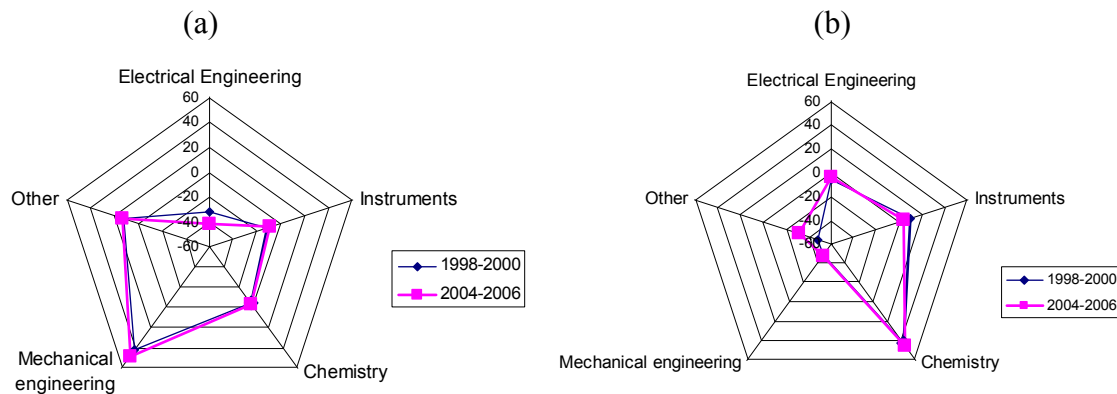 (a)
Electrical Engineering
60
40
20
0
-20
-40
-60
Other
Instruments
Mechanical
engineering
Chemistry
1998-2000
2004-2006
(b)
Electrical Engineering
60
40
20
0
-20
-40
-60
Other
Instruments
Mechanical engineering
Chemistry
1998-2000
2004-2006